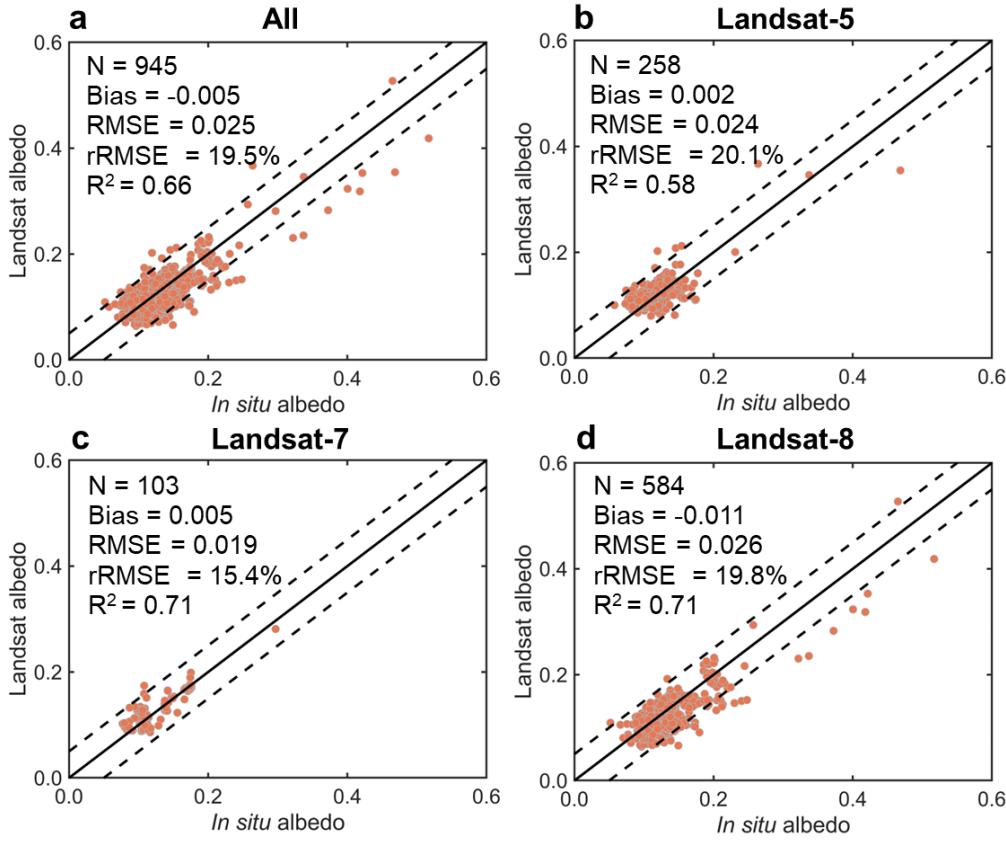 a All
N = 945
Bias = -0.005
RMSE = 0.025
rRMSE = 19.5%
R² = 0.66
0.6
0.4
0.2
0.0
Landsat albedo
0.0 0.2 0.4 0.6
In situ albedo
b Landsat-5
N = 258
Bias = 0.002
RMSE = 0.024
rRMSE = 20.1%
R² = 0.58
0.6
0.4
0.2
0.0
Landsat albedo
0.0 0.2 0.4 0.6
In situ albedo
c Landsat-7
N = 103
Bias = 0.005
RMSE = 0.019
rRMSE = 15.4%
R² = 0.71
0.6
0.4
0.2
0.0
Landsat albedo
0.0 0.2 0.4 0.6
In situ albedo
d Landsat-8
N = 584
Bias = -0.011
RMSE = 0.026
rRMSE = 19.8%
R² = 0.71
0.6
0.4
0.2
0.0
Landsat albedo
0.0 0.2 0.4 0.6
In situ albedo